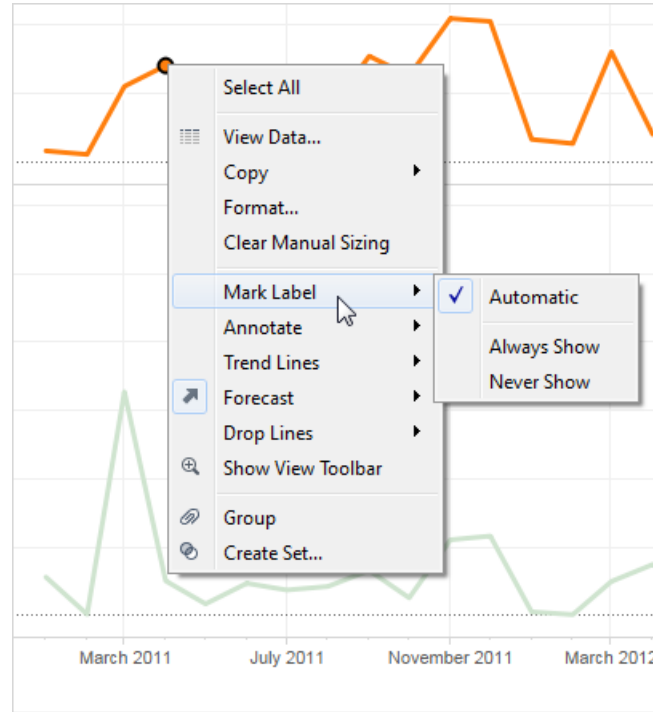 Select All
View Data...
Copy
Format...
Clear Manual Sizing
Mark Label
Automatic
Annotate
Always Show
Trend Lines
Never Show
Forecast
Drop Lines
Show View Toolbar
Group
Create Set...
March 2011 July 2011 November 2011 March 2012